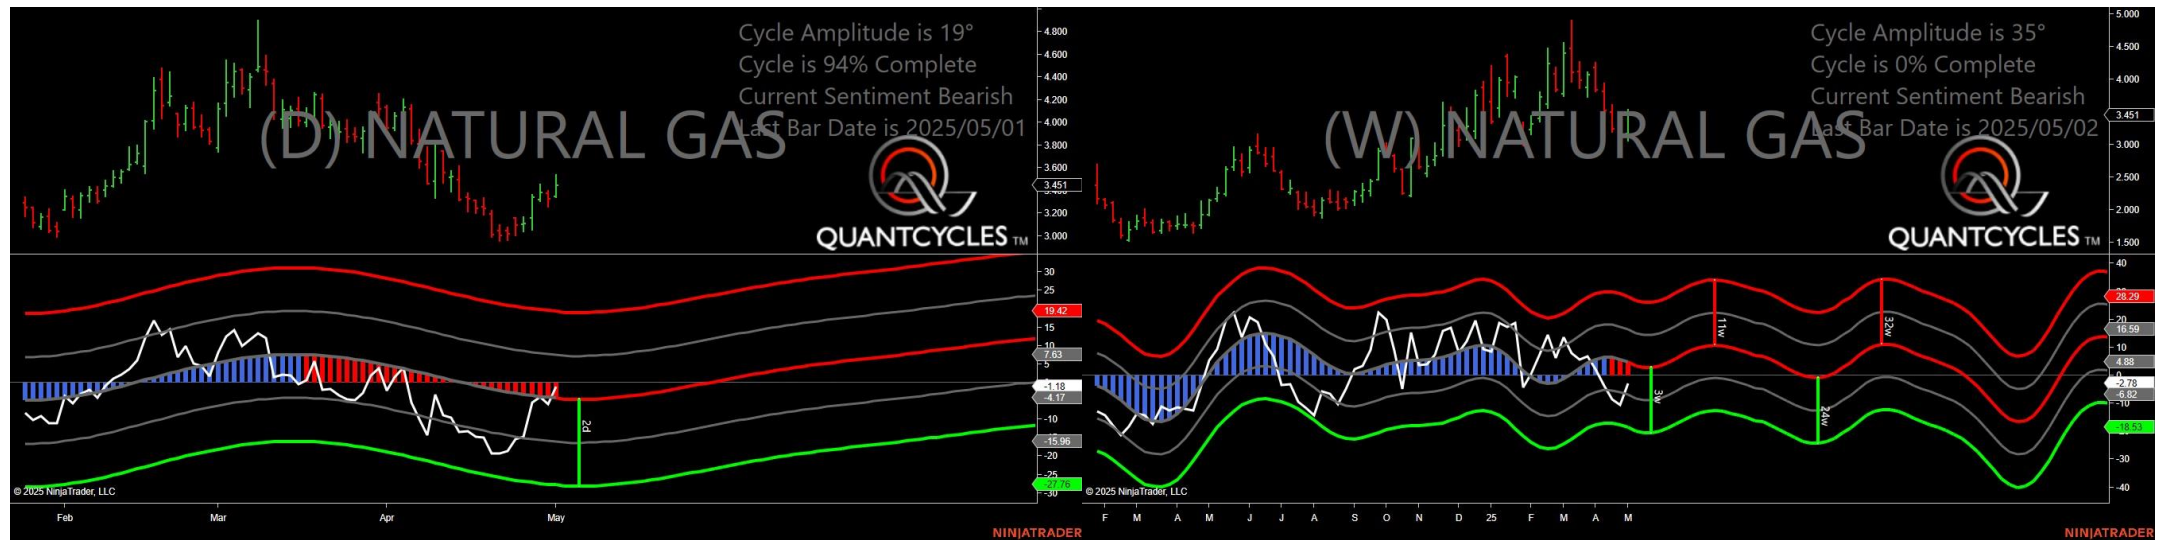 Cycle Amplitude is 19°
Cycle is 94% Complete
Current Sentiment Bearish
Last Bar Date is 2025/05/01
(D) NATURAL GAS
QUANTCYCLES TM
4.800
4.600
4.400
4.200
4.000
3.800
3.600
3.451
3.200
3.000
30
25
19.42
15
10
7.63
5
-1.18
-4.17
-10
-15.96
-20
-25
-27.76
-30
2d
© 2025 NinjaTrader, LLC
Feb Mar Apr May
NINJATRADER
Cycle Amplitude is 35°
Cycle is 0% Complete
Current Sentiment Bearish
Last Bar Date is 2025/05/02
(W) NATURAL GAS
QUANTCYCLES TM
5.000
4.500
4.000
3.451
3.000
2.500
2.000
1.500
40
28.29
20
16.59
10
4.88
0
-2.78
-6.82
-10
-18.53
-30
-40
3w
11w
24w
32w
© 2025 NinjaTrader, LLC
F M A M J J A S O N D 25 F M A M
NINJATRADER